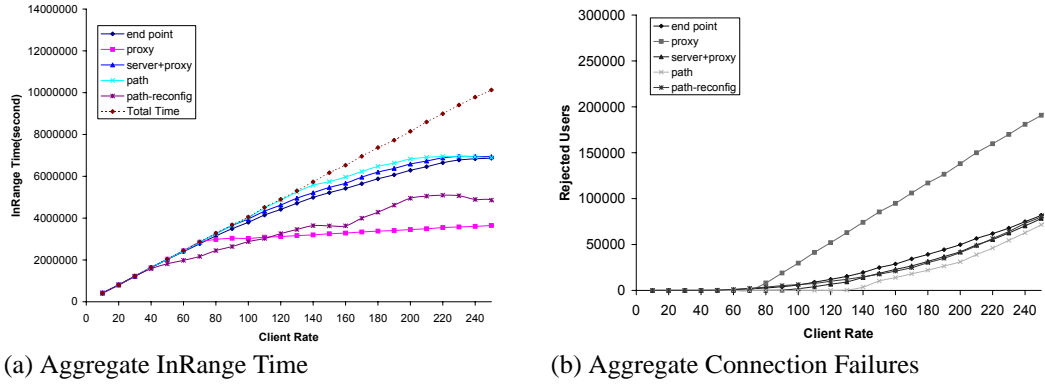 14000000
12000000
10000000
8000000
6000000
4000000
2000000
0
InRange Time(second)
end point
proxy
server+proxy
path
path-reconfig
Total Time
0 20 40 60 80 100 120 140 160 180 200 220 240
Client Rate
(a) Aggregate InRange Time
300000
250000
200000
150000
100000
50000
0
Rejected Users
end point
proxy
server+proxy
path
path-reconfig
0 20 40 60 80 100 120 140 160 180 200 220 240
Client Rate
(b) Aggregate Connection Failures